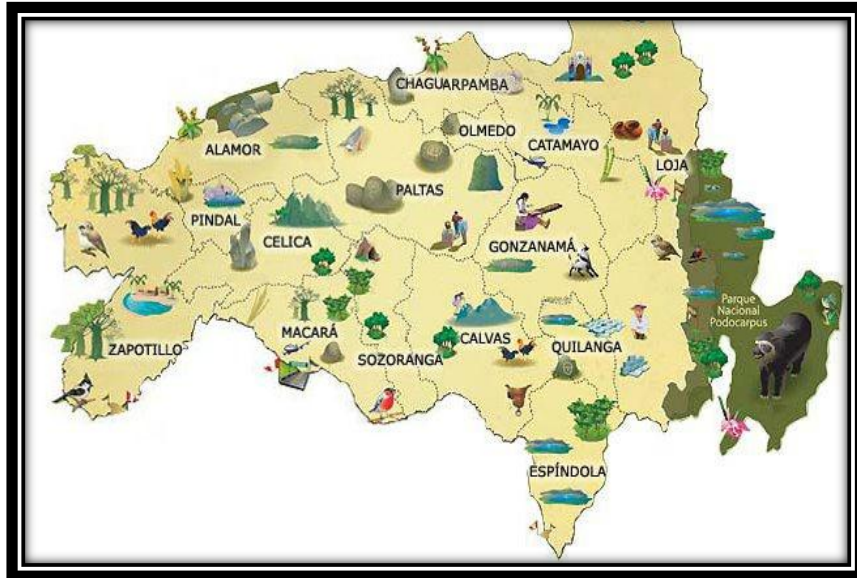 CHAGUARPAMBA
OLMEDO
CATAMAYO
ALAMOR
LOJA
PALTAS
PINDAL
CELICA
GONZANAMÁ
Parque
Nacional
Podocarpus
MACARÁ
CALVAS
ZAPOTILLO
SOZORANGA
QUILANGA
ESPÍNDOLA